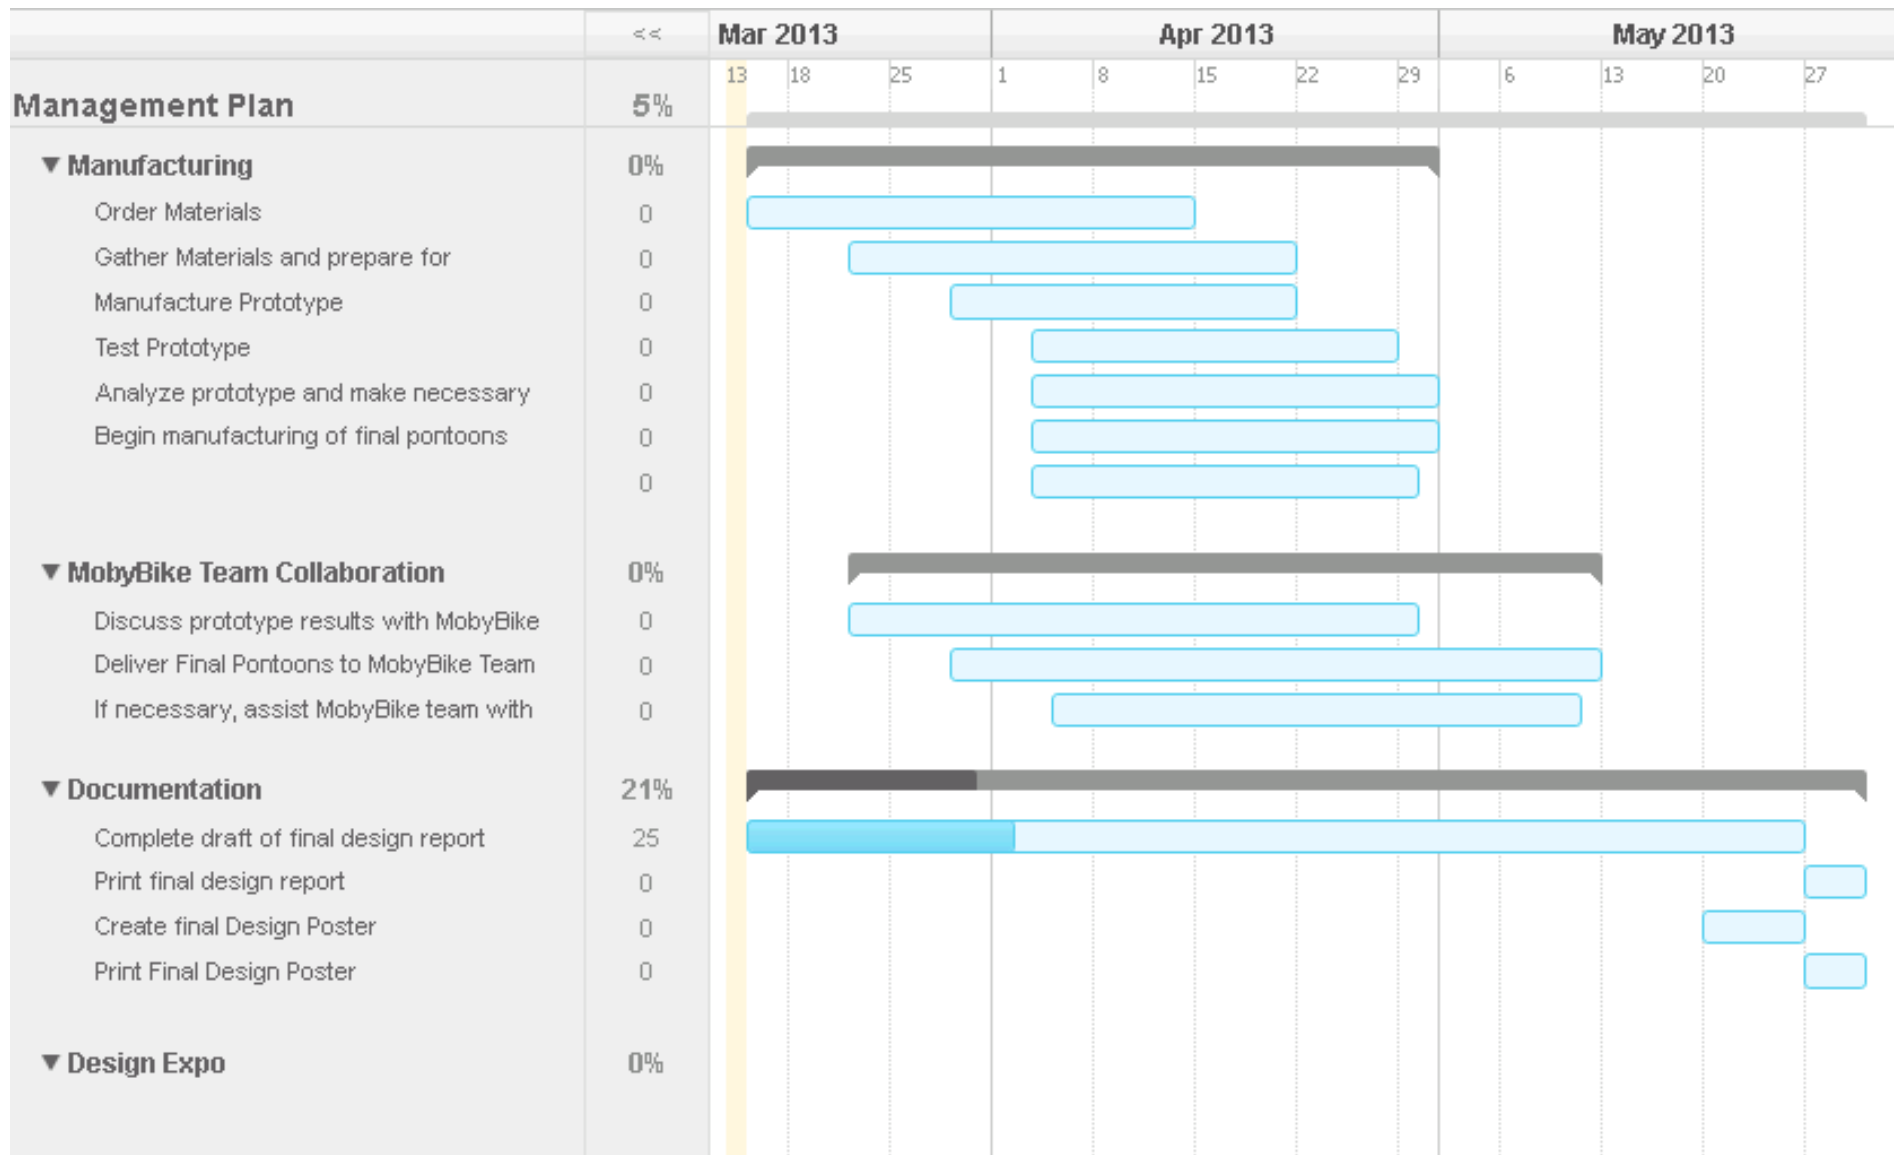 << Mar 2013 Apr 2013 May 2013
13 18 25 1 8 15 22 29 6 13 20 27
Management Plan 5%
▼ Manufacturing 0%
Order Materials 0
Gather Materials and prepare for 0
Manufacture Prototype 0
Test Prototype 0
Analyze prototype and make necessary 0
Begin manufacturing of final pontoons 0
0
▼ MobyBike Team Collaboration 0%
Discuss prototype results with MobyBike 0
Deliver Final Pontoons to MobyBike Team 0
If necessary, assist MobyBike team with 0
▼ Documentation 21%
Complete draft of final design report 25
Print final design report 0
Create final Design Poster 0
Print Final Design Poster 0
▼ Design Expo 0%